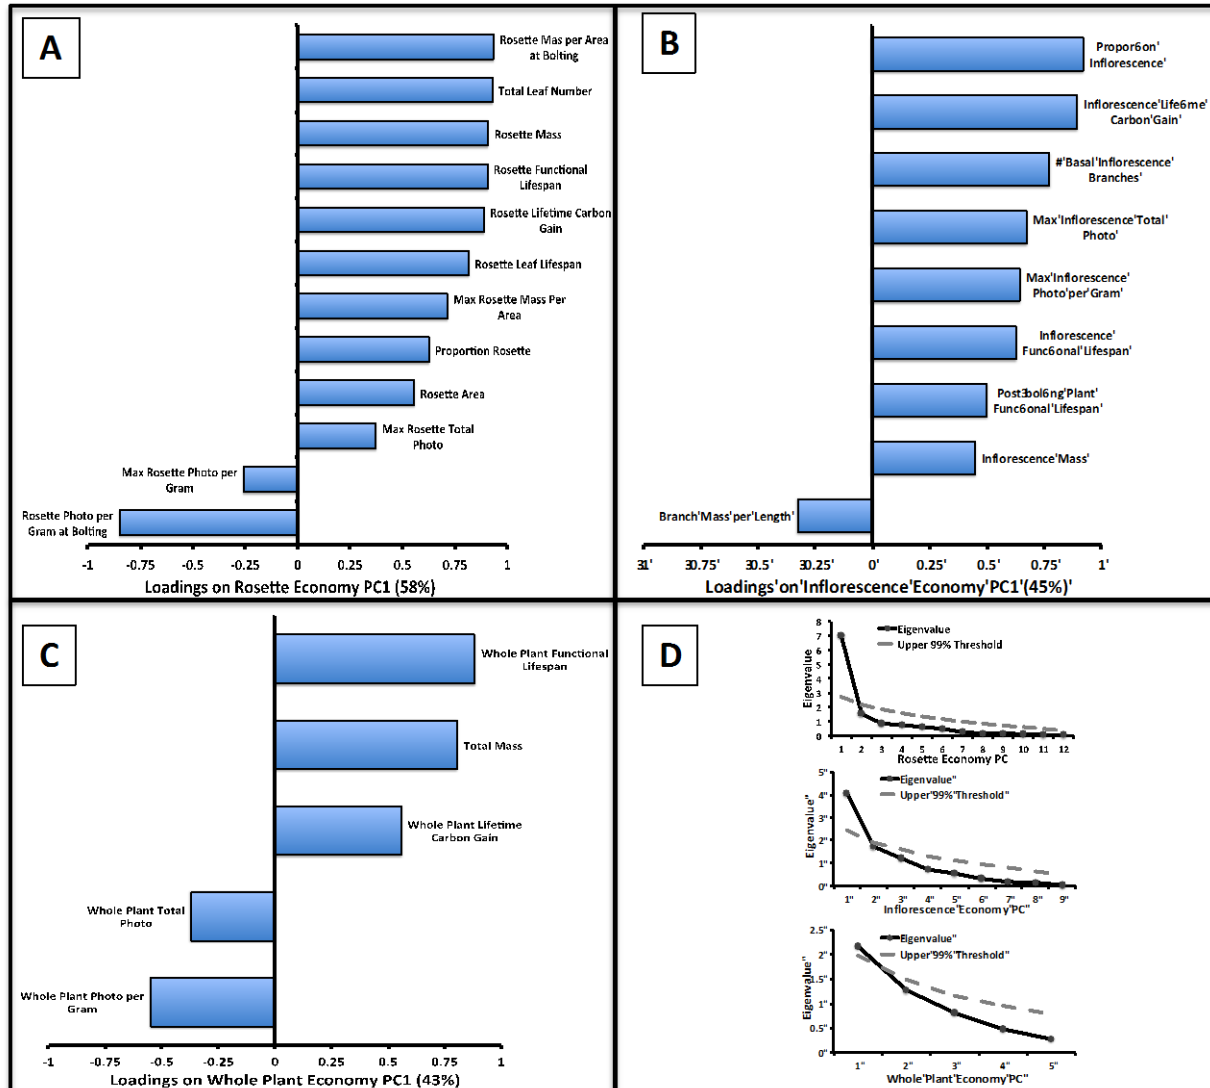 A
Rosette Mas per Area
at Bolting
Total Leaf Number
Rosette Mass
Rosette Functional
Lifespan
Rosette Lifetime Carbon
Gain
Rosette Leaf Lifespan
Max Rosette Mass Per
Area
Proportion Rosette
Rosette Area
Max Rosette Total
Photo
Max Rosette Photo per
Gram
Rosette Photo per
Gram at Bolting
-1 -0.75 -0.5 -0.25 0 0.25 0.5 0.75 1
Loadings on Rosette Economy PC1 (58%)
B
Propor6on'
Inflorescence'
Inflorescence'Life6me'
Carbon'Gain'
#'Basal'Inflorescence'
Branches'
Max'Inflorescence'Total'
Photo'
Max'Inflorescence'
Photo'per'Gram'
Inflorescence'
Func6onal'Lifespan'
Post3bol6ng'Plant'
Func6onal'Lifespan'
Inflorescence'Mass'
Branch'Mass'per'Length'
31' 30.75' 30.5' 30.25' 0' 0.25' 0.5' 0.75' 1'
Loadings'on'Inflorescence'Economy'PC1'(45%)'
C
Whole Plant Functional
Lifespan
Total Mass
Whole Plant Lifetime
Carbon Gain
Whole Plant Total
Photo
Whole Plant Photo per
Gram
-1 -0.75 -0.5 -0.25 0 0.25 0.5 0.75 1
Loadings on Whole Plant Economy PC1 (43%)
D
Eigenvalue
Upper 99% Threshold
Eigenvalue
8
7
6
5
4
3
2
1
0
1 2 3 4 5 6 7 8 9 10 11 12
Rosette Economy PC
Eigenvalue"
Upper"99%"Threshold"
Eigenvalue"
5"
4"
3"
2"
1"
0"
1" 2" 3" 4" 5" 6" 7" 8" 9"
Inflorescence"Economy"PC"
Eigenvalue"
Upper"99%"Threshold"
Eigenvalue"
2.5"
2"
1.5"
1"
0.5"
0"
1" 2" 3" 4" 5"
Whole"Plant"Economy"PC"